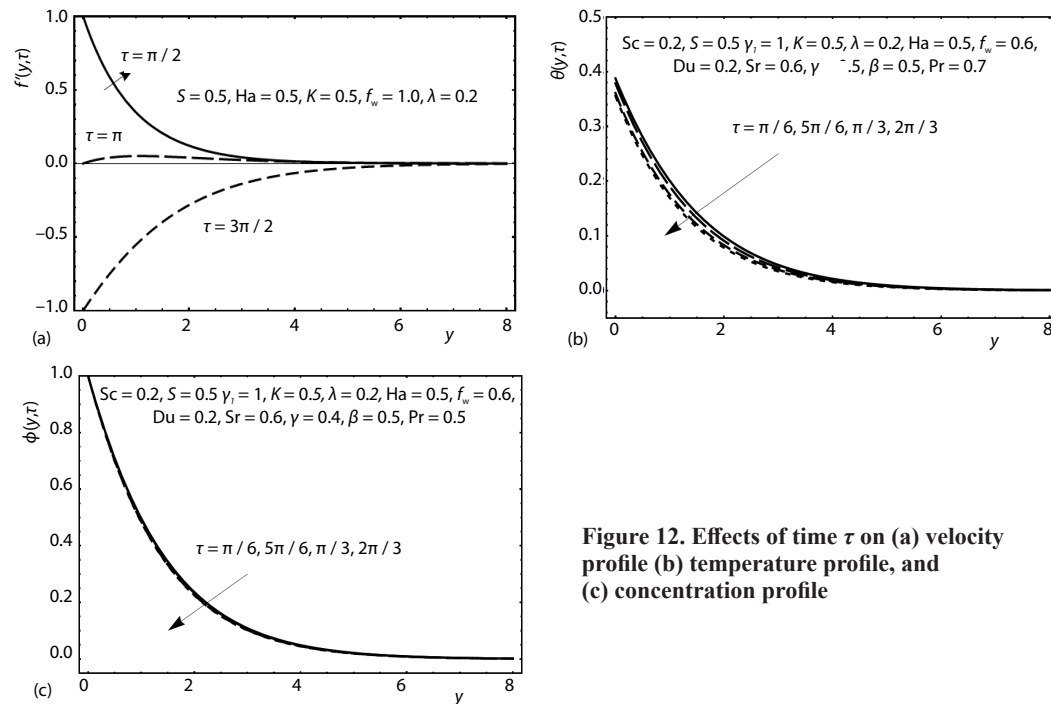 1.0
f′(y,τ)
τ = π / 2
0.5
S = 0.5, Ha = 0.5, K = 0.5, f_w = 1.0, λ = 0.2
τ = π
0.0
−0.5
τ = 3π / 2
−1.0
0 2 4 6 y 8
(a)
θ(y,τ)
Sc = 0.2, S = 0.5 γ₁ = 1, K = 0.5, λ = 0.2, Ha = 0.5, f_w = 0.6,
Du = 0.2, Sr = 0.6, γ .5, β = 0.5, Pr = 0.7
0.4
0.3
τ = π / 6, 5π / 6, π / 3, 2π / 3
0.2
0.1
0.0
0 2 4 6 y 8
(b)
1.0
ϕ(y,τ)
Sc = 0.2, S = 0.5 γ₁ = 1, K = 0.5, λ = 0.2, Ha = 0.5, f_w = 0.6,
Du = 0.2, Sr = 0.6, γ = 0.4, β = 0.5, Pr = 0.5
0.8
0.6
0.4
τ = π / 6, 5π / 6, π / 3, 2π / 3
0.2
0.0
0 2 4 6 y 8
(c)
Figure 12. Effects of time τ on (a) velocity
profile (b) temperature profile, and
(c) concentration profile